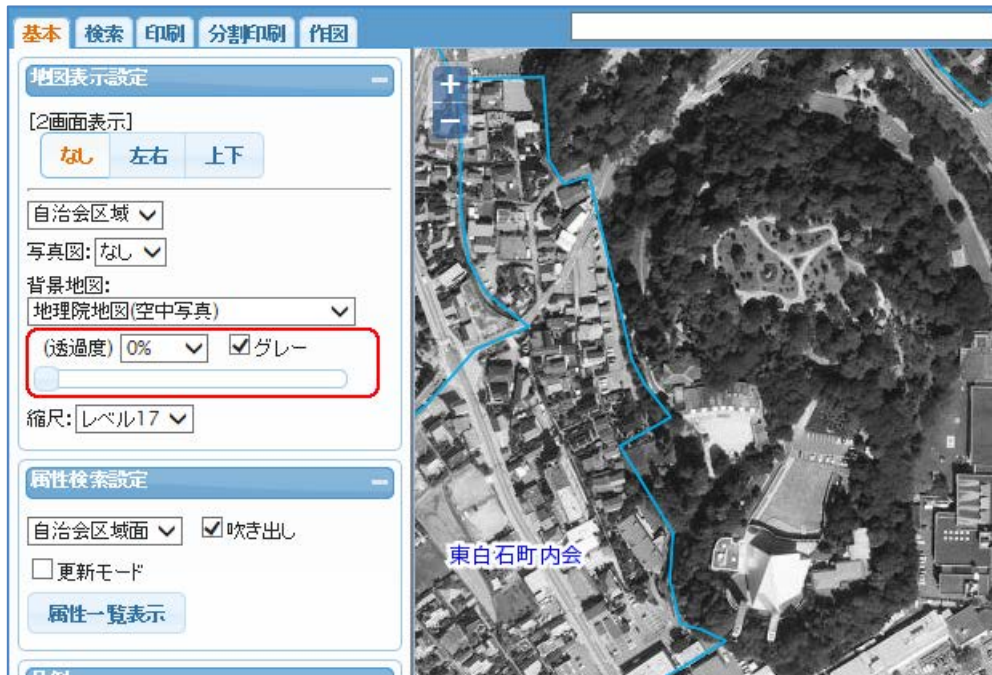 基本 検索 印刷 分割印刷 作図
地図表示設定
[2画面表示]
なし 左右 上下
自治会区域
写真図: なし
背景地図:
地理院地図(空中写真)
(透過度) 0% グレー
縮尺: レベル17
属性検索設定
自治会区域面 吹き出し
更新モード
属性一覧表示
東白石町内会